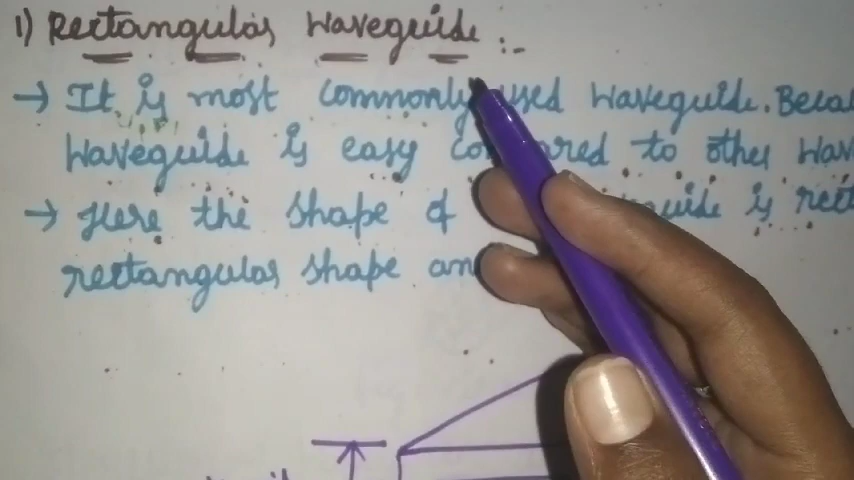 1) Rectangular Waveguide :-
→ It is most commonly used waveguide. Becau
waveguide is easy compared to other wav
→ Here the shape of waveguide is rect
rectangular shape an